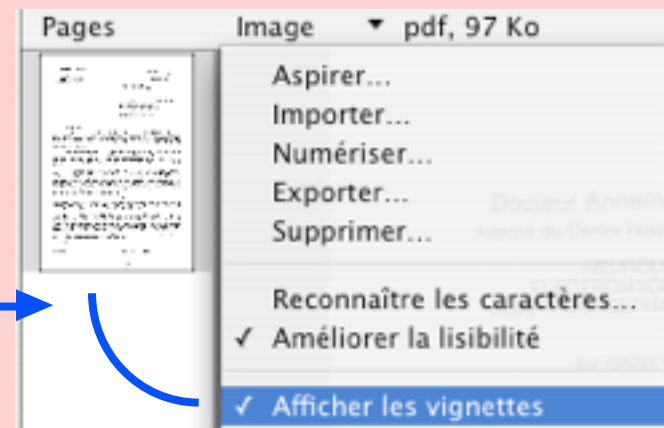 Pages Image pdf, 97 Ko
Aspirer...
Importer...
Numériser...
Exporter...
Supprimer...
Docteur
Reconnaître les caractères...
✓ Améliorer la lisibilité
✓ Afficher les vignettes